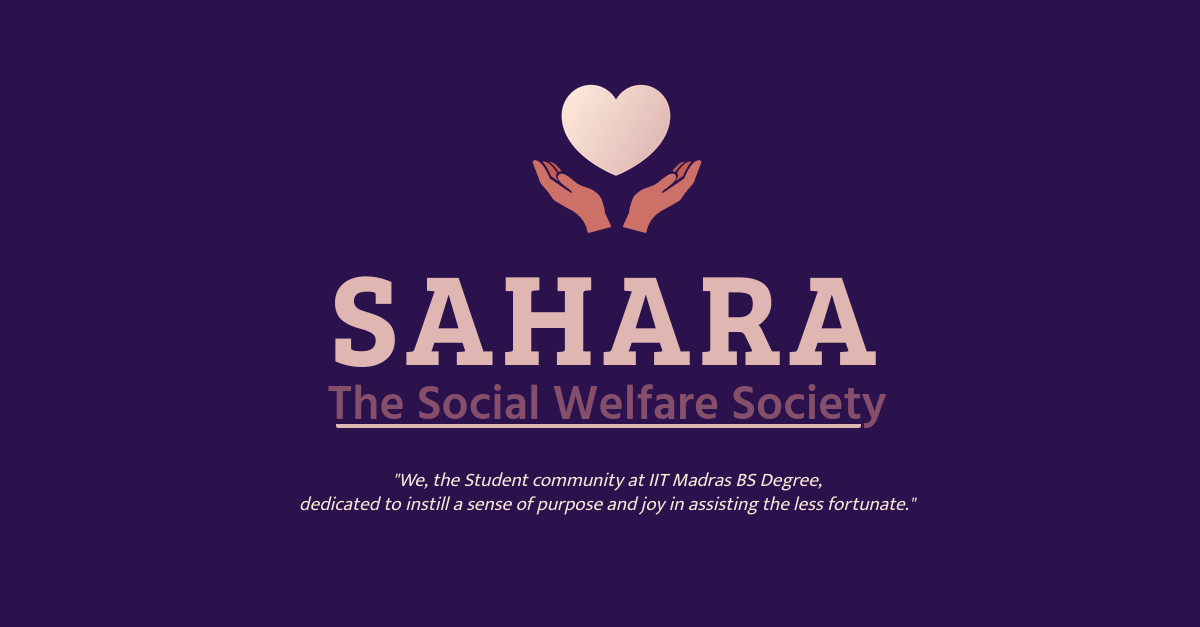 SAHARA
The Social Welfare Society
"We, the Student community at IIT Madras BS Degree,
dedicated to instill a sense of purpose and joy in assisting the less fortunate."